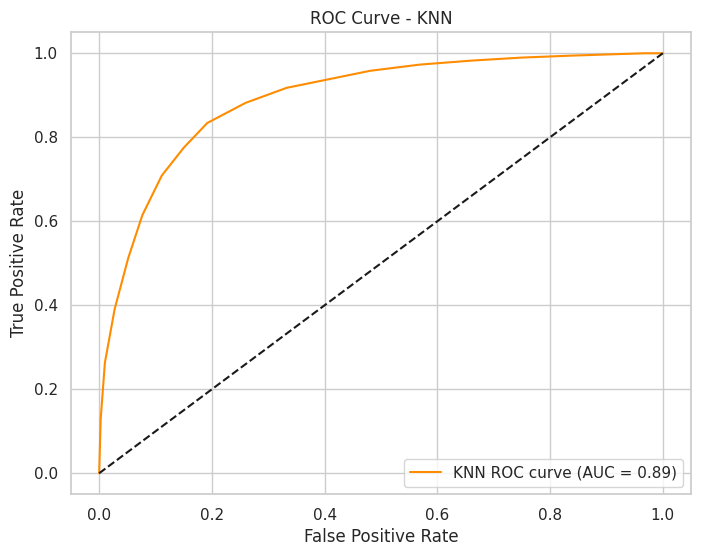 ROC Curve - KNN
True Positive Rate
1.0
0.8
0.6
0.4
0.2
0.0
KNN ROC curve (AUC = 0.89)
0.0 0.2 0.4 0.6 0.8 1.0
False Positive Rate